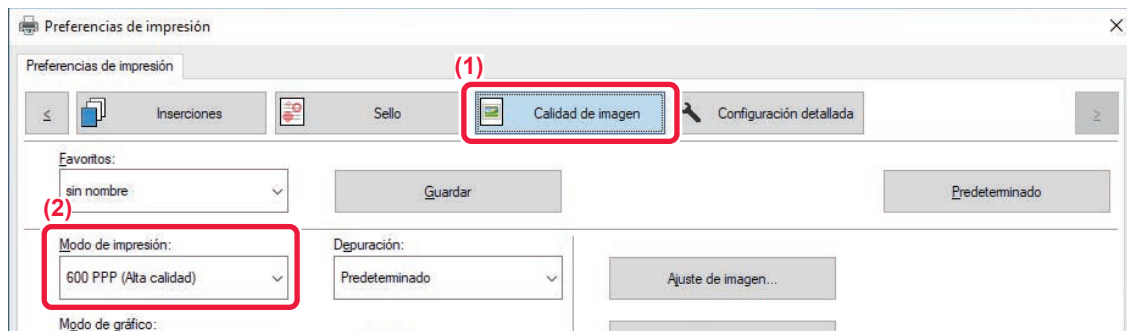 Preferencias de impresión
Preferencias de impresión
(1)
< Inserciones Sello Calidad de imagen Configuración detallada >
Favoritos:
sin nombre Guardar Predeterminado
(2)
Modo de impresión: Depuración:
600 PPP (Alta calidad) Predeterminado Ajuste de imagen...
Modo de gráfico: